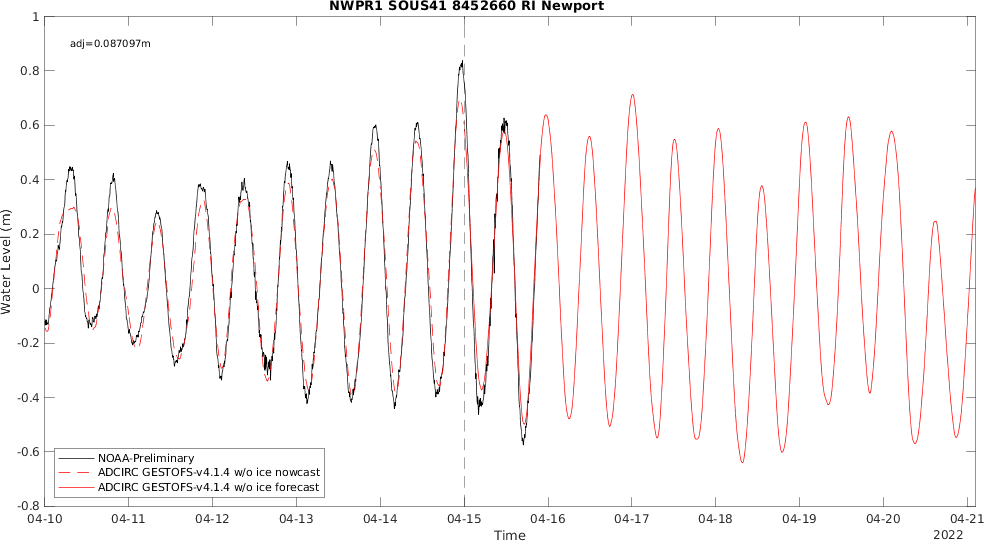 NWPR1 SOUS41 8452660 RI Newport
adj=0.087097m
1
0.8
0.6
0.4
0.2
0
-0.2
-0.4
-0.6
-0.8
Water Level (m)
NOAA-Preliminary
ADCIRC GESTOFS-v4.1.4 w/o ice nowcast
ADCIRC GESTOFS-v4.1.4 w/o ice forecast
04-10 04-11 04-12 04-13 04-14 04-15 04-16 04-17 04-18 04-19 04-20 04-21
Time
2022